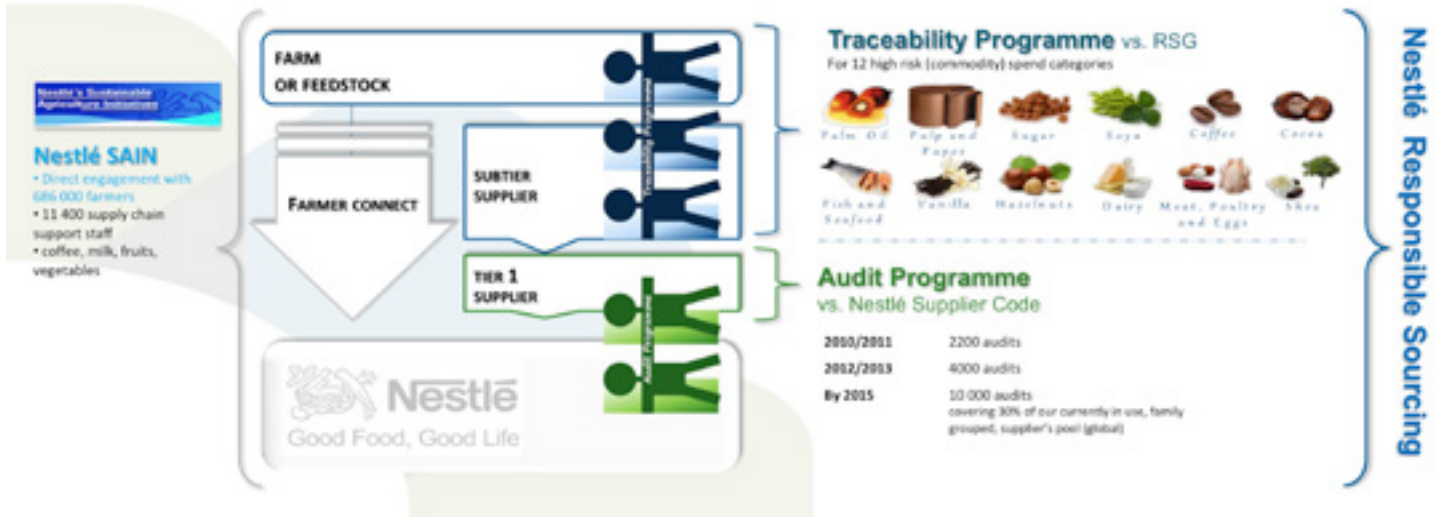 Nestlé's Sustainable
Agriculture Initiatives
Nestlé SAIN
• Direct engagement with
686 000 farmers
• 11 400 supply chain
support staff
• coffee, milk, fruits,
vegetables
FARM
OR FEEDSTOCK
FARMER CONNECT
SUBTIER
SUPPLIER
TIER 1
SUPPLIER
Traceability Programme
Audit Programme
Nestlé
Good Food, Good Life
Traceability Programme vs. RSG
For 12 high risk (commodity) spend categories
Palm Oil
Pulp and
Paper
Sugar
Soya
Coffee
Cocoa
Fish and
Seafood
Vanilla
Hazelnuts
Dairy
Meat, Poultry
and Eggs
Shea
Audit Programme
vs. Nestlé Supplier Code
2010/2011 2200 audits
2012/2013 4000 audits
By 2015 10 000 audits
covering 30% of our currently in use, family
grouped, supplier's pool (global)
Nestlé Responsible Sourcing